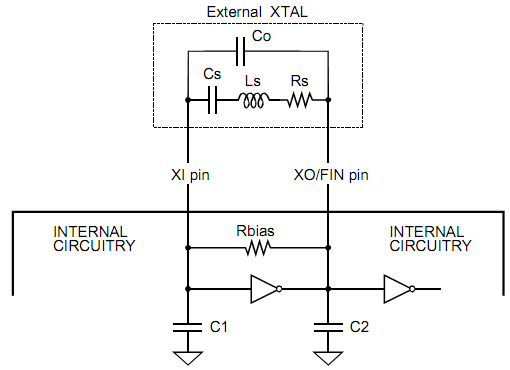 External XTAL
Co
Cs
Ls
Rs
XI pin
XO/FIN pin
INTERNAL
CIRCUITRY
Rbias
INTERNAL
CIRCUITRY
C1
C2